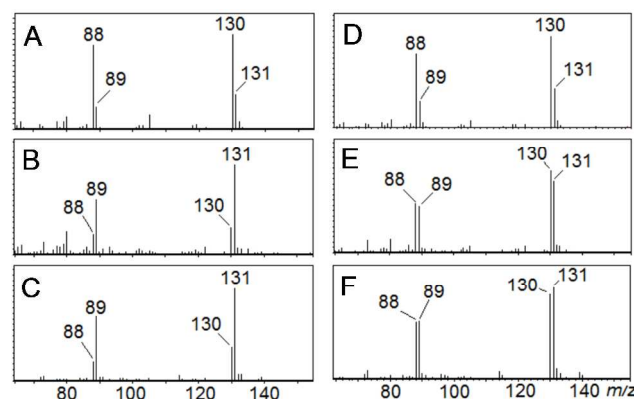 A 88 89 130 131
D 88 89 130 131
B 88 89 130 131
E 88 89 130 131
C 88 89 130 131
F 88 89 130 131
80 100 120 140
80 100 120 140 m/z